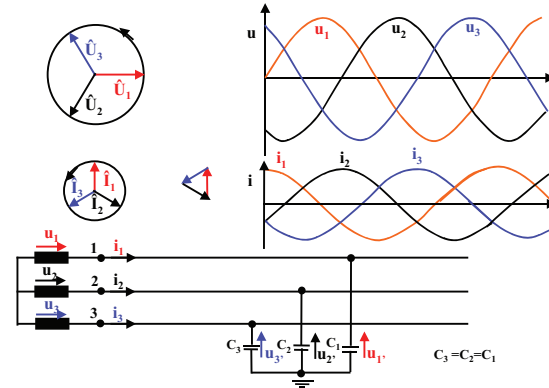 Û₃
Û₁
Û₂
u
u₁
u₂
u₃
Î₃
Î₁
Î₂
i
i₁
i₂
i₃
u₁
1
i₁
u₂
2
i₂
u₃
3
i₃
C₃
u₃,
C₂
u₂,
C₁
u₁,
C₃ =C₂=C₁